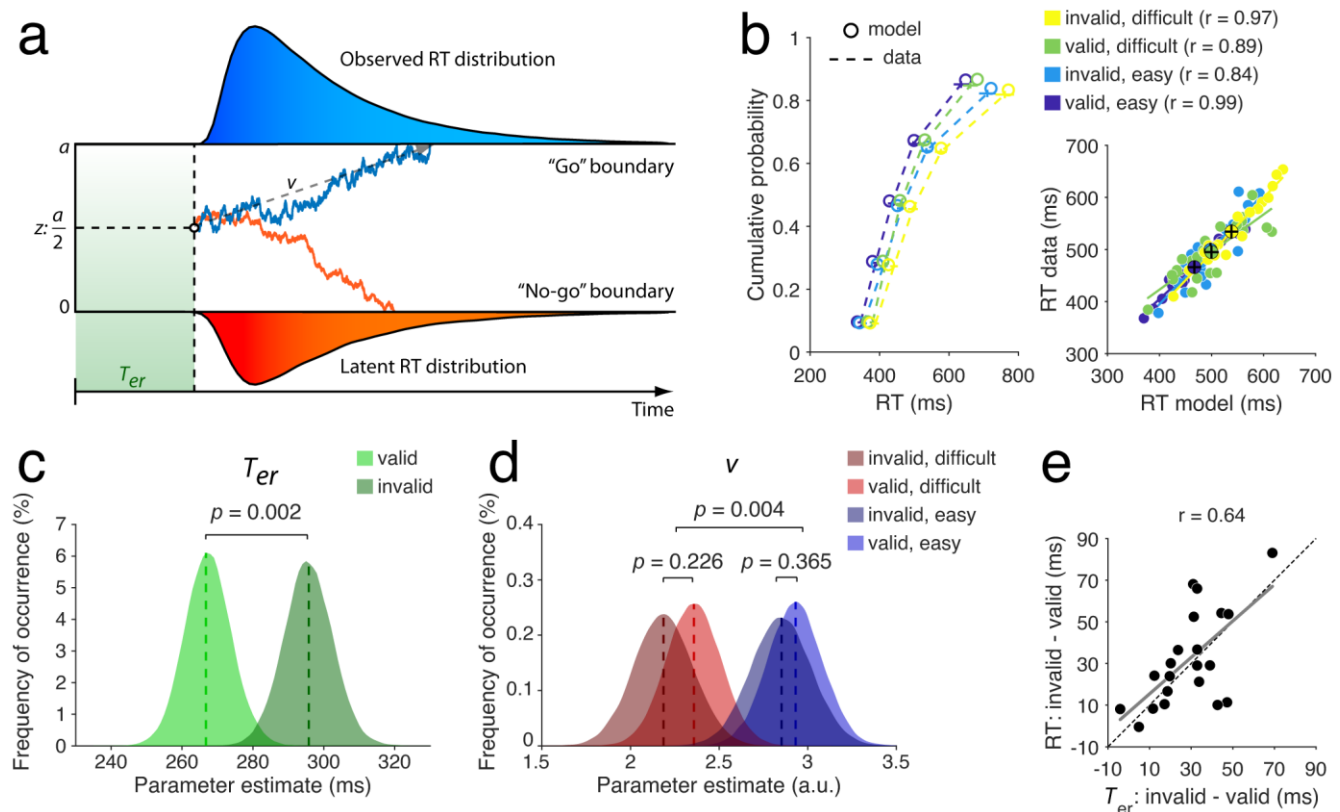 a
Observed RT distribution
a
"Go" boundary
v
z: a/2
"No-go" boundary
0
Latent RT distribution
Ter
Time
b
model
data
Cumulative probability
1
0.8
0.6
0.4
0.2
0
200 400 600 800
RT (ms)
invalid, difficult (r = 0.97)
valid, difficult (r = 0.89)
invalid, easy (r = 0.84)
valid, easy (r = 0.99)
RT data (ms)
700
600
500
400
300
300 400 500 600 700
RT model (ms)
c
Ter
valid
invalid
p = 0.002
Frequency of occurrence (%)
7
6
5
4
3
2
1
0
240 260 280 300 320
Parameter estimate (ms)
d
v
invalid, difficult
valid, difficult
invalid, easy
valid, easy
p = 0.004
p = 0.226 p = 0.365
Frequency of occurrence (%)
0.4
0.3
0.2
0.1
0
1.5 2 2.5 3 3.5
Parameter estimate (a.u.)
e
r = 0.64
RT: invalid - valid (ms)
90
70
50
30
10
-10
-10 10 30 50 70 90
Ter: invalid - valid (ms)